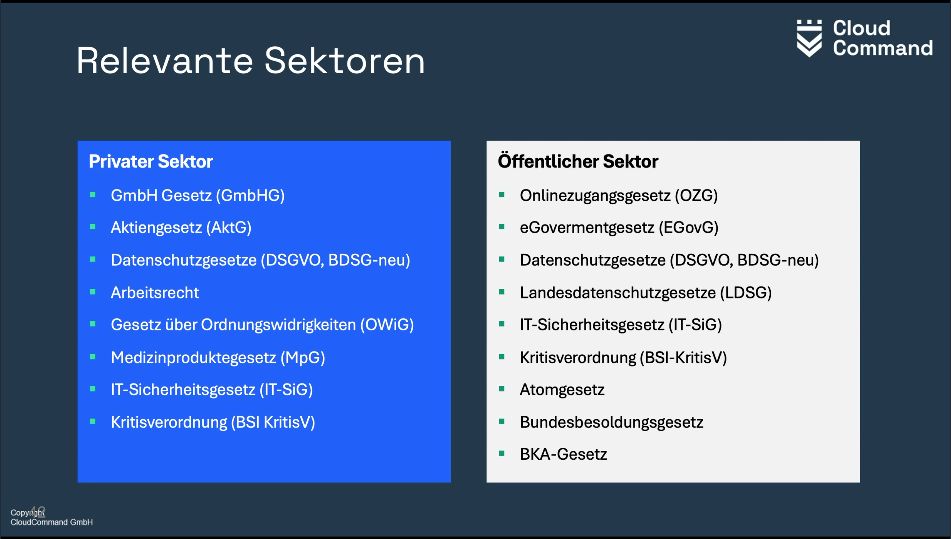 Cloud
Command
Relevante Sektoren
Privater Sektor
GmbH Gesetz (GmbHG)
Aktiengesetz (AktG)
Datenschutzgesetze (DSGVO, BDSG-neu)
Arbeitsrecht
Gesetz über Ordnungswidrigkeiten (OWiG)
Medizinproduktegesetz (MpG)
IT-Sicherheitsgesetz (IT-SiG)
Kritisverordnung (BSI KritisV)
Öffentlicher Sektor
Onlinezugangsgesetz (OZG)
eGovermentgesetz (EGovG)
Datenschutzgesetze (DSGVO, BDSG-neu)
Landesdatenschutzgesetze (LDSG)
IT-Sicherheitsgesetz (IT-SiG)
Kritisverordnung (BSI-KritisV)
Atomgesetz
Bundesbesoldungsgesetz
BKA-Gesetz
Copyright
CloudCommand GmbH